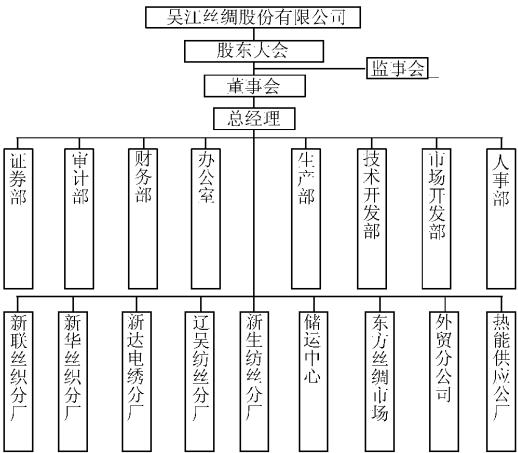 吴江丝绸股份有限公司
股东大会
监事会
董事会
总经理
证券部
审计部
财务部
办公室
生产部
技术开发部
市场开发部
人事部
新联丝织分厂
新华丝织分厂
新达电绣分厂
辽吴纺丝分厂
新生纺丝分厂
储运中心
东方丝绸市场
外贸分公司
热能供应公厂